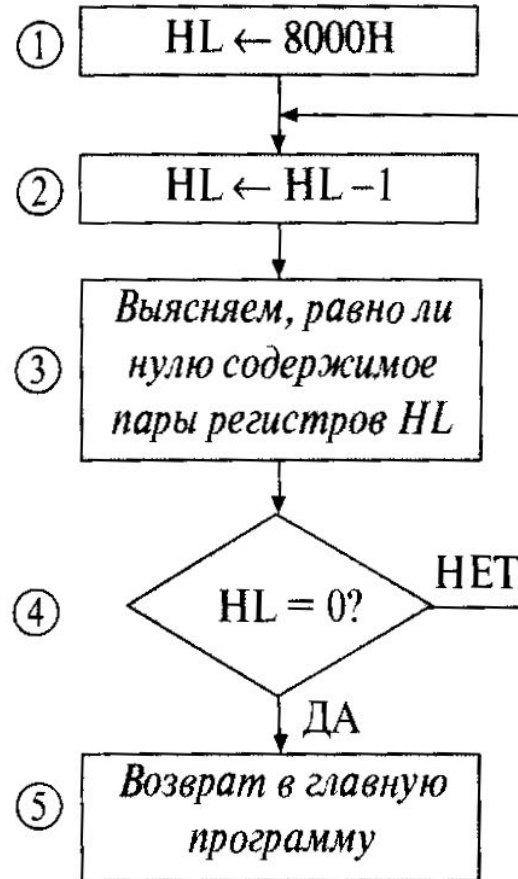 1 HL ← 8000H
2 HL ← HL –1
3 Выясняем, равно ли
нулю содержимое
пары регистров HL
4 HL = 0?
НЕТ
ДА
5 Возврат в главную
программу